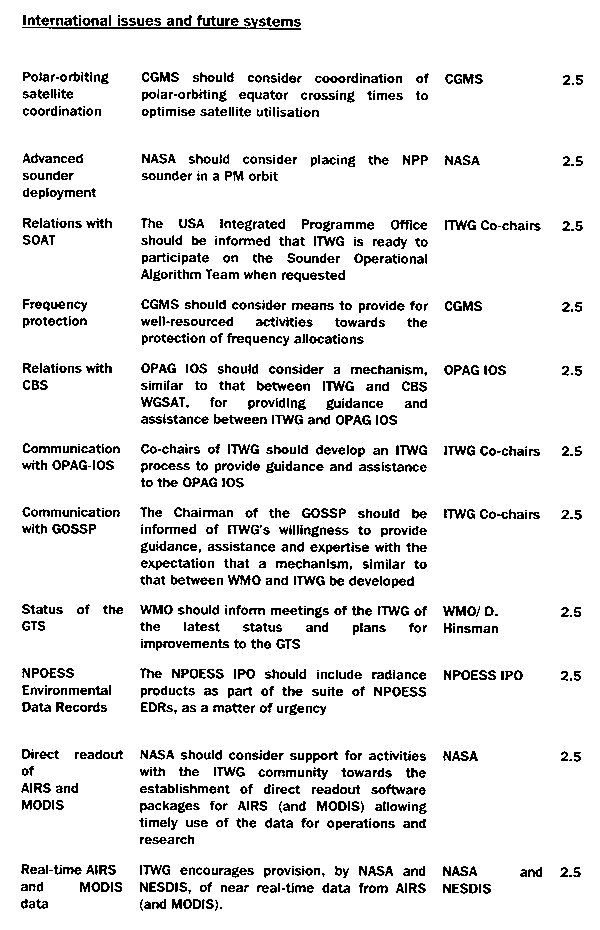 International issues and future systems
Polar-orbiting
satellite
coordination
CGMS should consider cooordination of
polar-orbiting equator crossing times to
optimise satellite utilisation
CGMS
2.5
Advanced
sounder
deployment
NASA should consider placing the NPP
sounder in a PM orbit
NASA
2.5
Relations with
SOAT
The USA Integrated Programme Office
should be informed that ITWG is ready to
participate on the Sounder Operational
Algorithm Team when requested
ITWG Co-chairs
2.5
Frequency
protection
CGMS should consider means to provide for
well-resourced activities towards the
protection of frequency allocations
CGMS
2.5
Relations with
CBS
OPAG IOS should consider a mechanism,
similar to that between ITWG and CBS
WGSAT, for providing guidance and
assistance between ITWG and OPAG IOS
OPAG IOS
2.5
Communication
with OPAG-IOS
Co-chairs of ITWG should develop an ITWG
process to provide guidance and assistance
to the OPAG IOS
ITWG Co-chairs
2.5
Communication
with GOSSP
The Chairman of the GOSSP should be
informed of ITWG's willingness to provide
guidance, assistance and expertise with the
expectation that a mechanism, similar to
that between WMO and ITWG be developed
ITWG Co-chairs
2.5
Status of the
GTS
WMO should inform meetings of the ITWG of
the latest status and plans for
improvements to the GTS
WMO/ D.
Hinsman
2.5
NPOESS
Environmental
Data Records
The NPOESS IPO should include radiance
products as part of the suite of NPOESS
EDRs, as a matter of urgency
NPOESS IPO
2.5
Direct readout
of
AIRS and
MODIS
NASA should consider support for activities
with the ITWG community towards the
establishment of direct readout software
packages for AIRS (and MODIS) allowing
timely use of the data for operations and
research
NASA
2.5
Real-time AIRS
and MODIS
data
ITWG encourages provision, by NASA and
NESDIS, of near real-time data from AIRS
(and MODIS).
NASA and
NESDIS
2.5